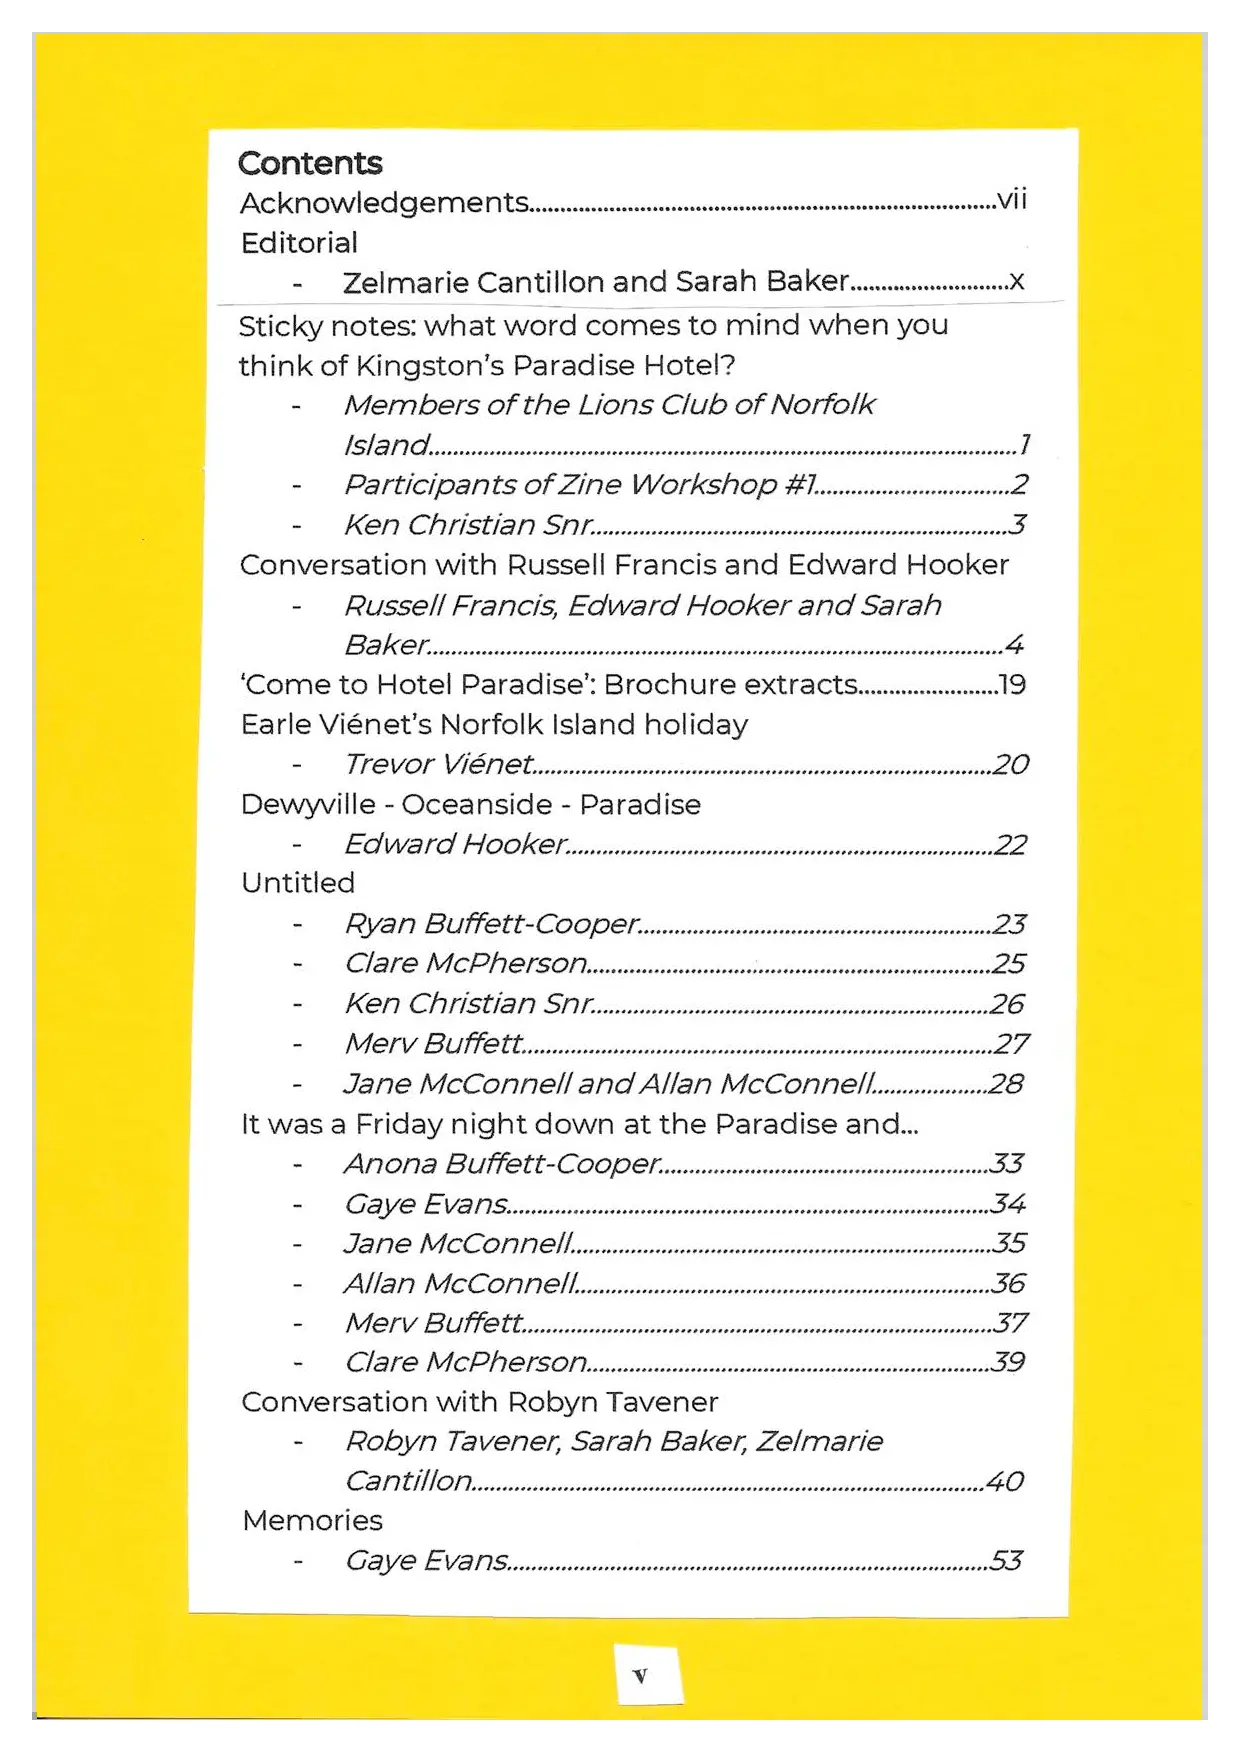 Contents
Acknowledgements..............................................................................vii
Editorial
- Zelmarie Cantillon and Sarah Baker..........................x
Sticky notes: what word comes to mind when you
think of Kingston's Paradise Hotel?
- Members of the Lions Club of Norfolk
Island..................................................................................................1
- Participants of Zine Workshop #1................................2
- Ken Christian Snr.....................................................................3
Conversation with Russell Francis and Edward Hooker
- Russell Francis, Edward Hooker and Sarah
Baker................................................................................................4
‘Come to Hotel Paradise’: Brochure extracts.......................19
Earle Viénet’s Norfolk Island holiday
- Trevor Viénet.............................................................................20
Dewyville - Oceanside - Paradise
- Edward Hooker.......................................................................22
Untitled
- Ryan Buffett-Cooper...........................................................23
- Clare McPherson...................................................................25
- Ken Christian Snr..................................................................26
- Merv Buffett..............................................................................27
- Jane McConnell and Allan McConnell...................28
It was a Friday night down at the Paradise and...
- Anona Buffett-Cooper......................................................33
- Gaye Evans................................................................................34
- Jane McConnell......................................................................35
- Allan McConnell.....................................................................36
- Merv Buffett..............................................................................37
- Clare McPherson...................................................................39
Conversation with Robyn Tavener
- Robyn Tavener, Sarah Baker, Zelmarie
Cantillon.....................................................................................40
Memories
- Gaye Evans................................................................................53
v